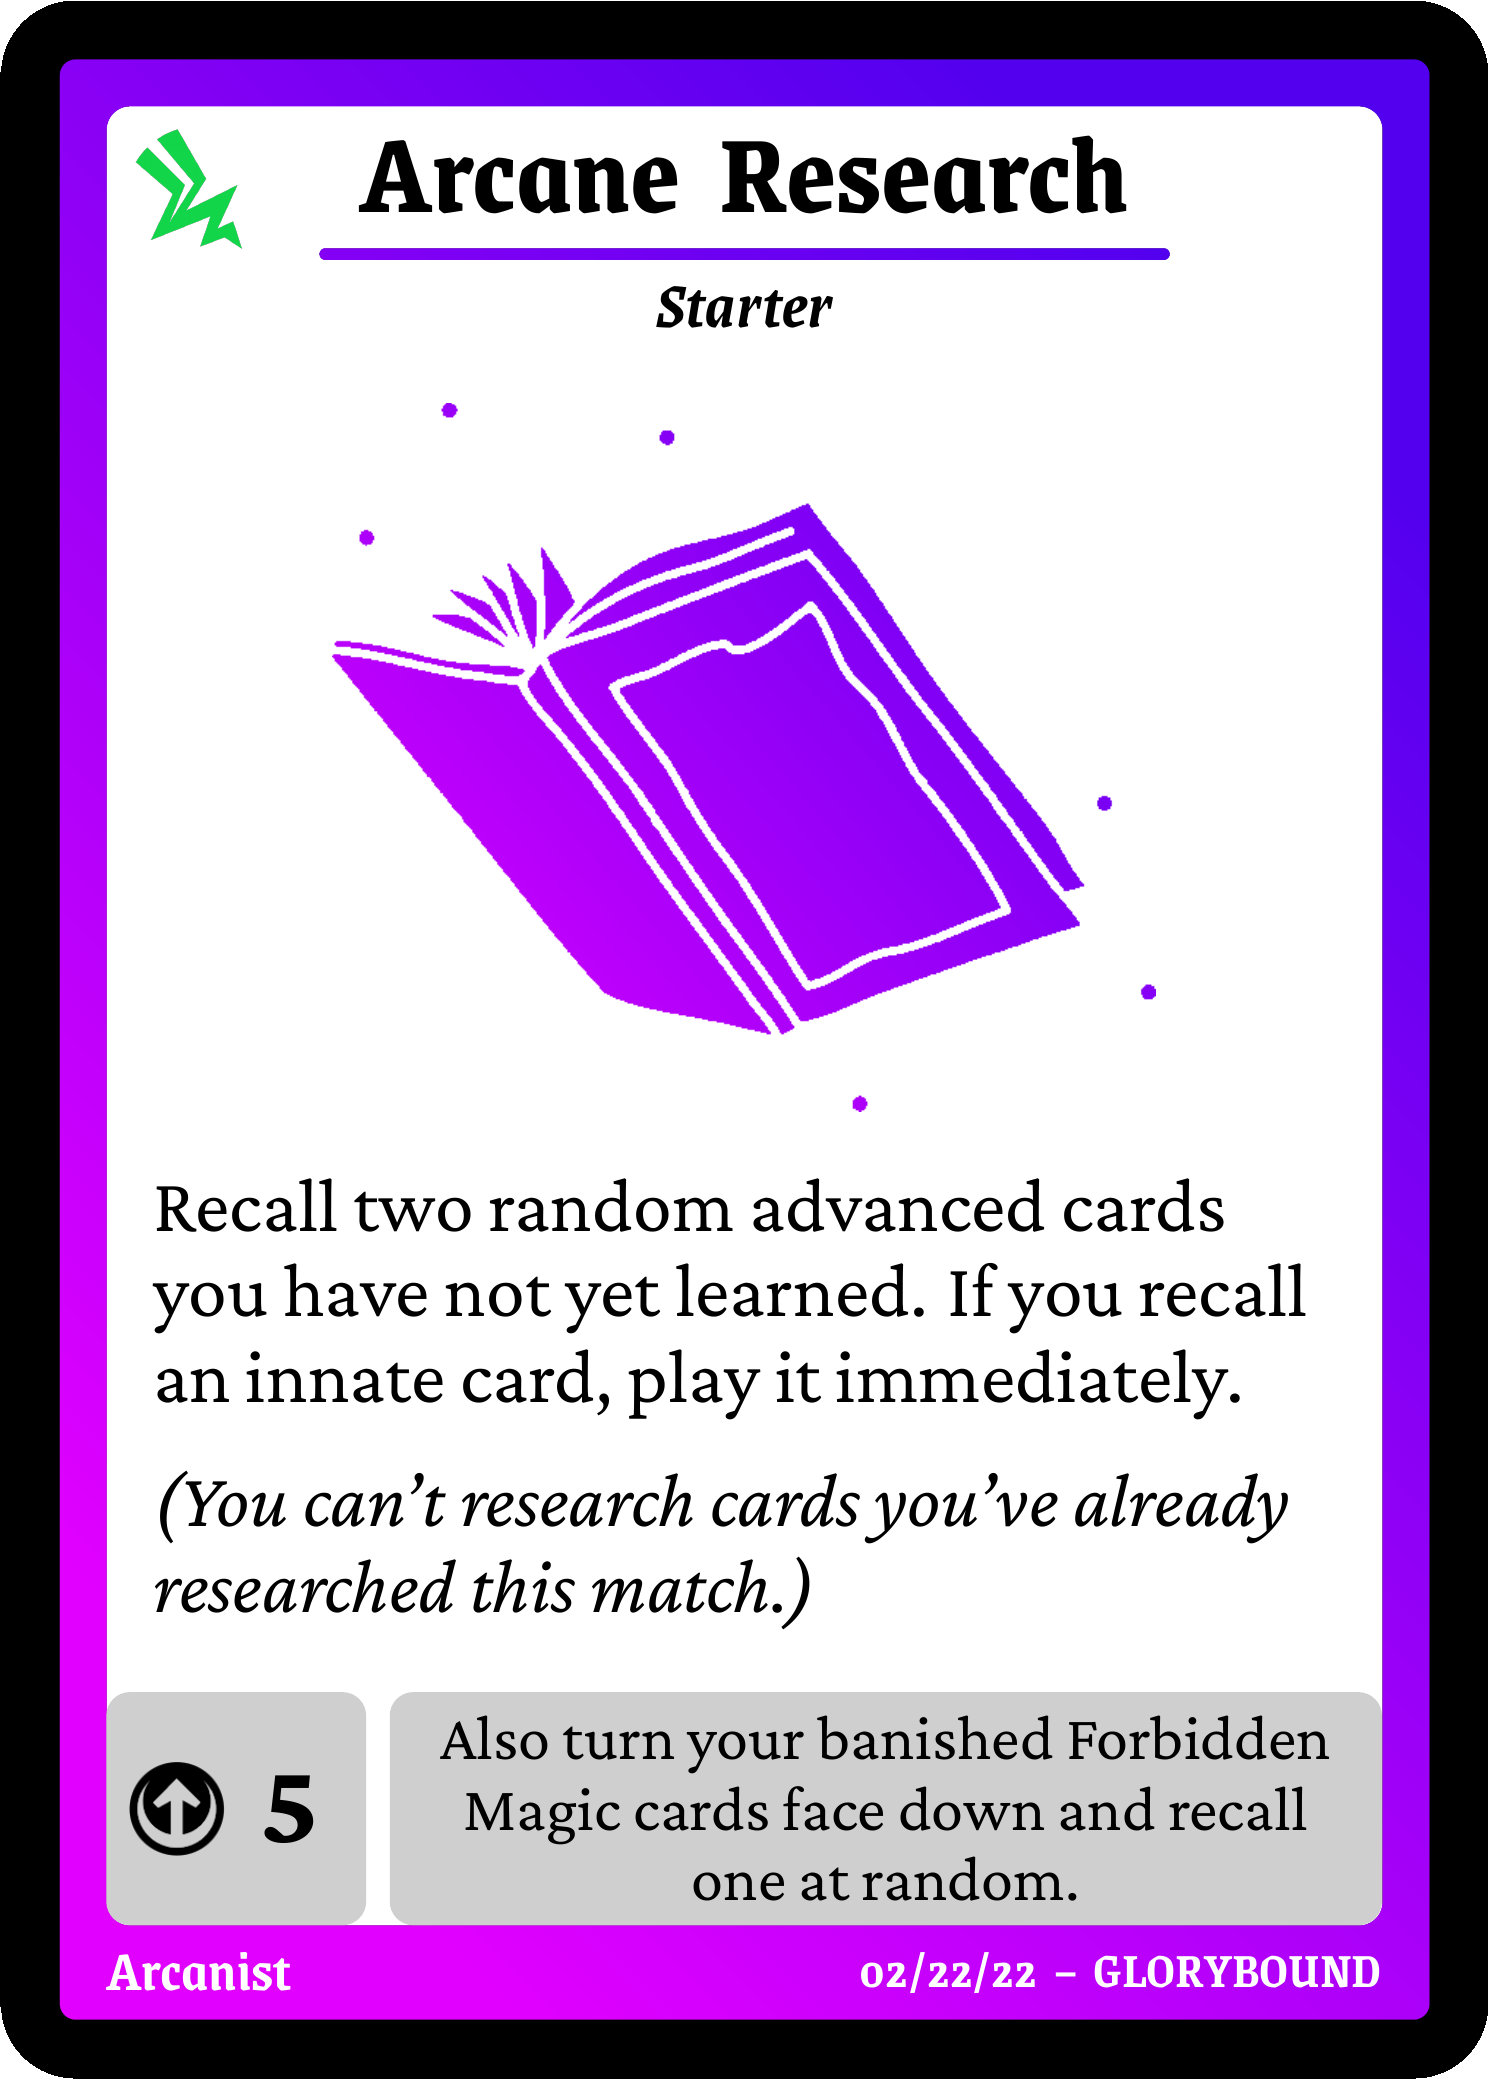 Arcane Research
Starter
Recall two random advanced cards
you have not yet learned. If you recall
an innate card, play it immediately.
(You can’t research cards you’ve already
researched this match.)
5
Also turn your banished Forbidden
Magic cards face down and recall
one at random.
Arcanist
02/22/22 – GLORYBOUND